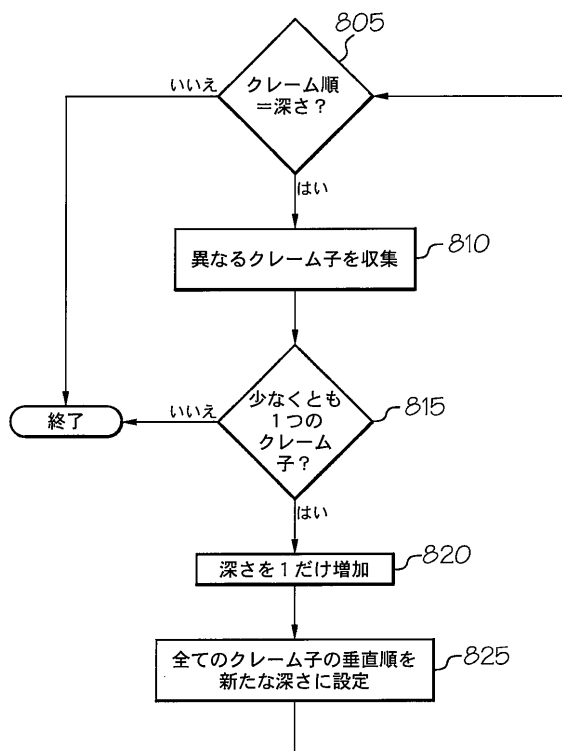 805
クレーム順
=深さ?
いいえ
はい
異なるクレーム子を収集
810
少なくとも
1つの
クレーム
子?
815
いいえ
終了
はい
深さを1だけ増加
820
全てのクレーム子の垂直順を
新たな深さに設定
825